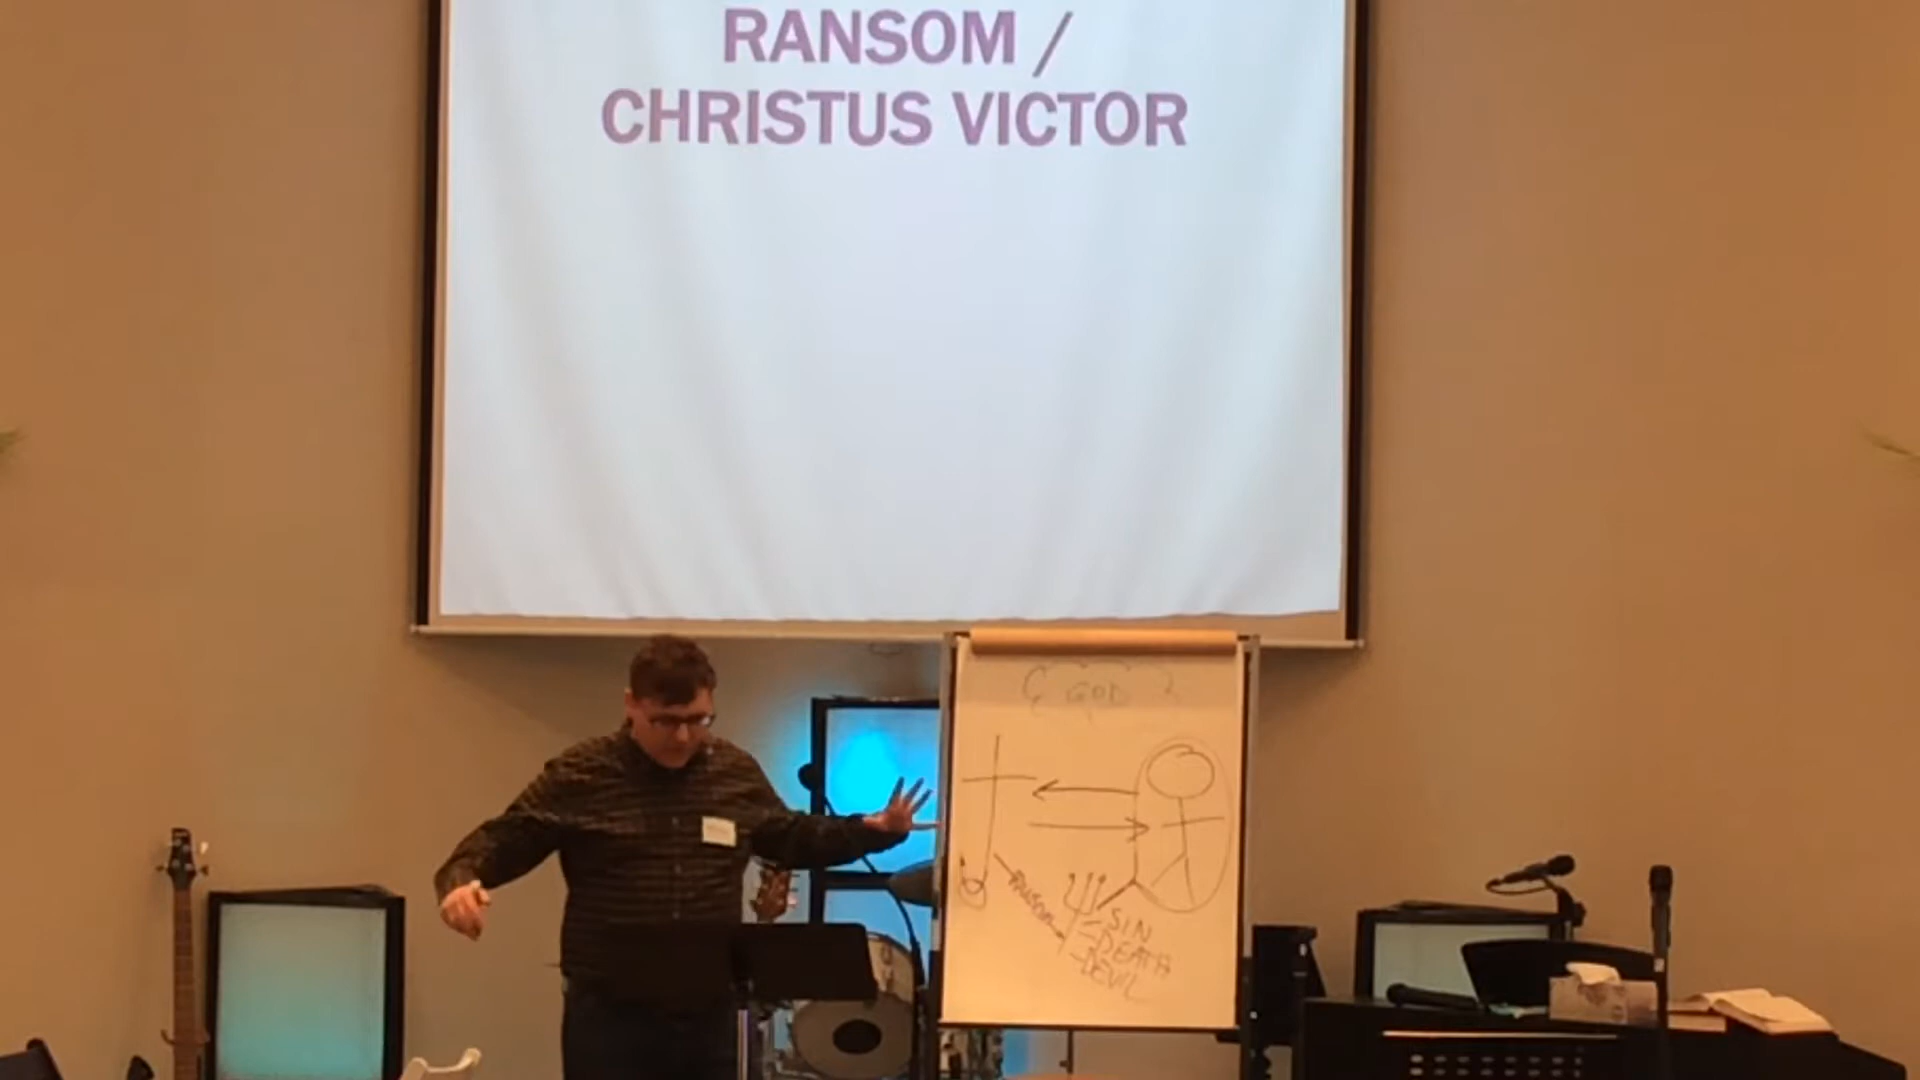 RANSOM /
CHRISTUS VICTOR
GOD
RANSOM
SIN
-DEATH
-DEVIL